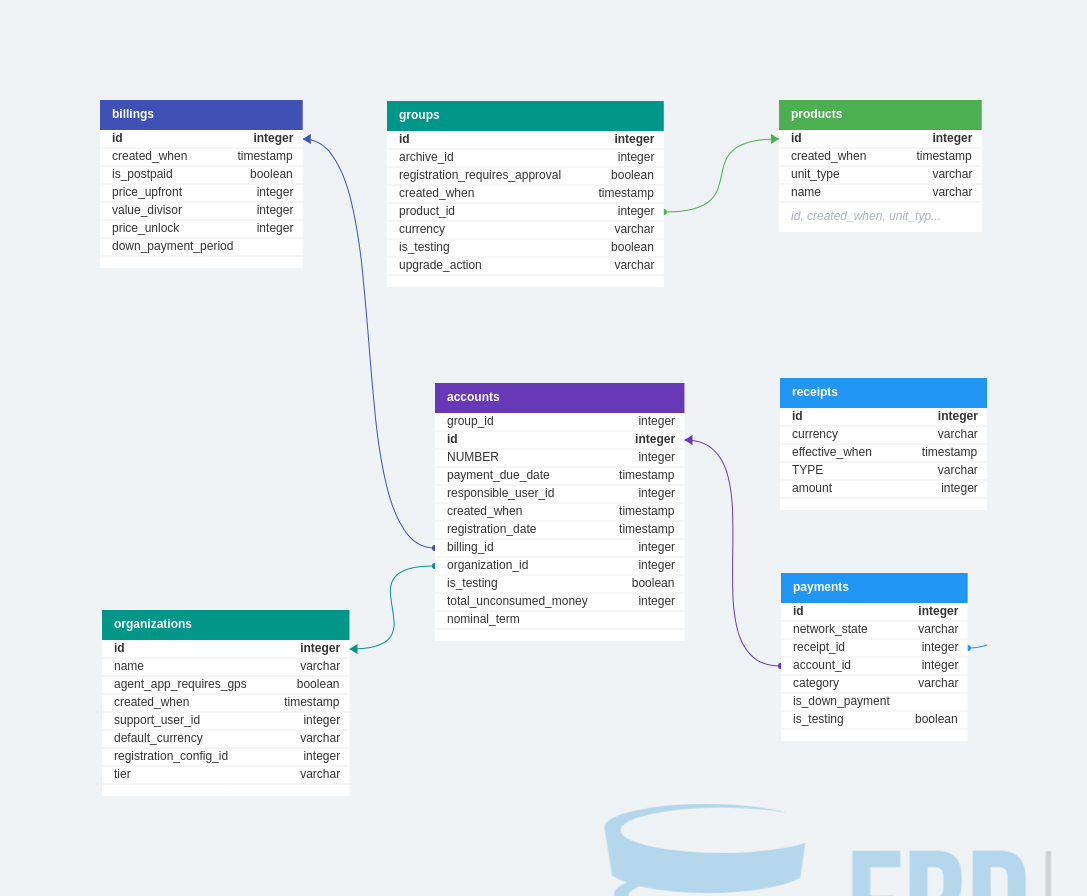 billings
id integer
created_when timestamp
is_postpaid boolean
price_upfront integer
value_divisor integer
price_unlock integer
down_payment_period
groups
id integer
archive_id integer
registration_requires_approval boolean
created_when timestamp
product_id integer
currency varchar
is_testing boolean
upgrade_action varchar
products
id integer
created_when timestamp
unit_type varchar
name varchar
id, created_when, unit_typ...
accounts
group_id integer
id integer
NUMBER integer
payment_due_date timestamp
responsible_user_id integer
created_when timestamp
registration_date timestamp
billing_id integer
organization_id integer
is_testing boolean
total_unconsumed_money integer
nominal_term
receipts
id integer
currency varchar
effective_when timestamp
TYPE varchar
amount integer
organizations
id integer
name varchar
agent_app_requires_gps boolean
created_when timestamp
support_user_id integer
default_currency varchar
registration_config_id integer
tier varchar
payments
id integer
network_state varchar
receipt_id integer
account_id integer
category varchar
is_down_payment
is_testing boolean